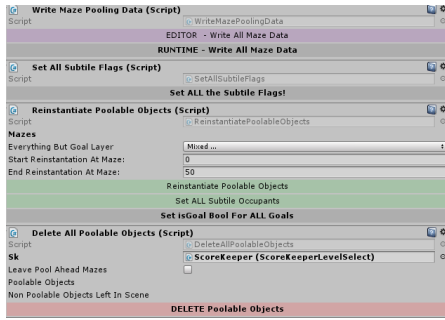 Write Maze Pooling Data (Script)
Script WriteMazePoolingData
EDITOR - Write All Maze Data
RUNTIME - Write All Maze Data
Set All Subtile Flags (Script)
Script SetAllSubtileFlags
Set ALL the Subtile Flags!
Reinstantiate Poolable Objects (Script)
Script ReinstantiatePoolableObjects
Mazes
Everything But Goal Layer Mixed ...
Start Reinstantation At Maze: 0
End Reinstantation At Maze: 50
Reinstantiate Poolable Objects
Set ALL Subtile Occupants
Set isGoal Bool For ALL Goals
Delete All Poolable Objects (Script)
Script DeleteAllPoolableObjects
Sk ScoreKeeper (ScoreKeeperLevelSelect)
Leave Pool Ahead Mazes
Poolable Objects
Non Poolable Objects Left In Scene
DELETE Poolable Objects